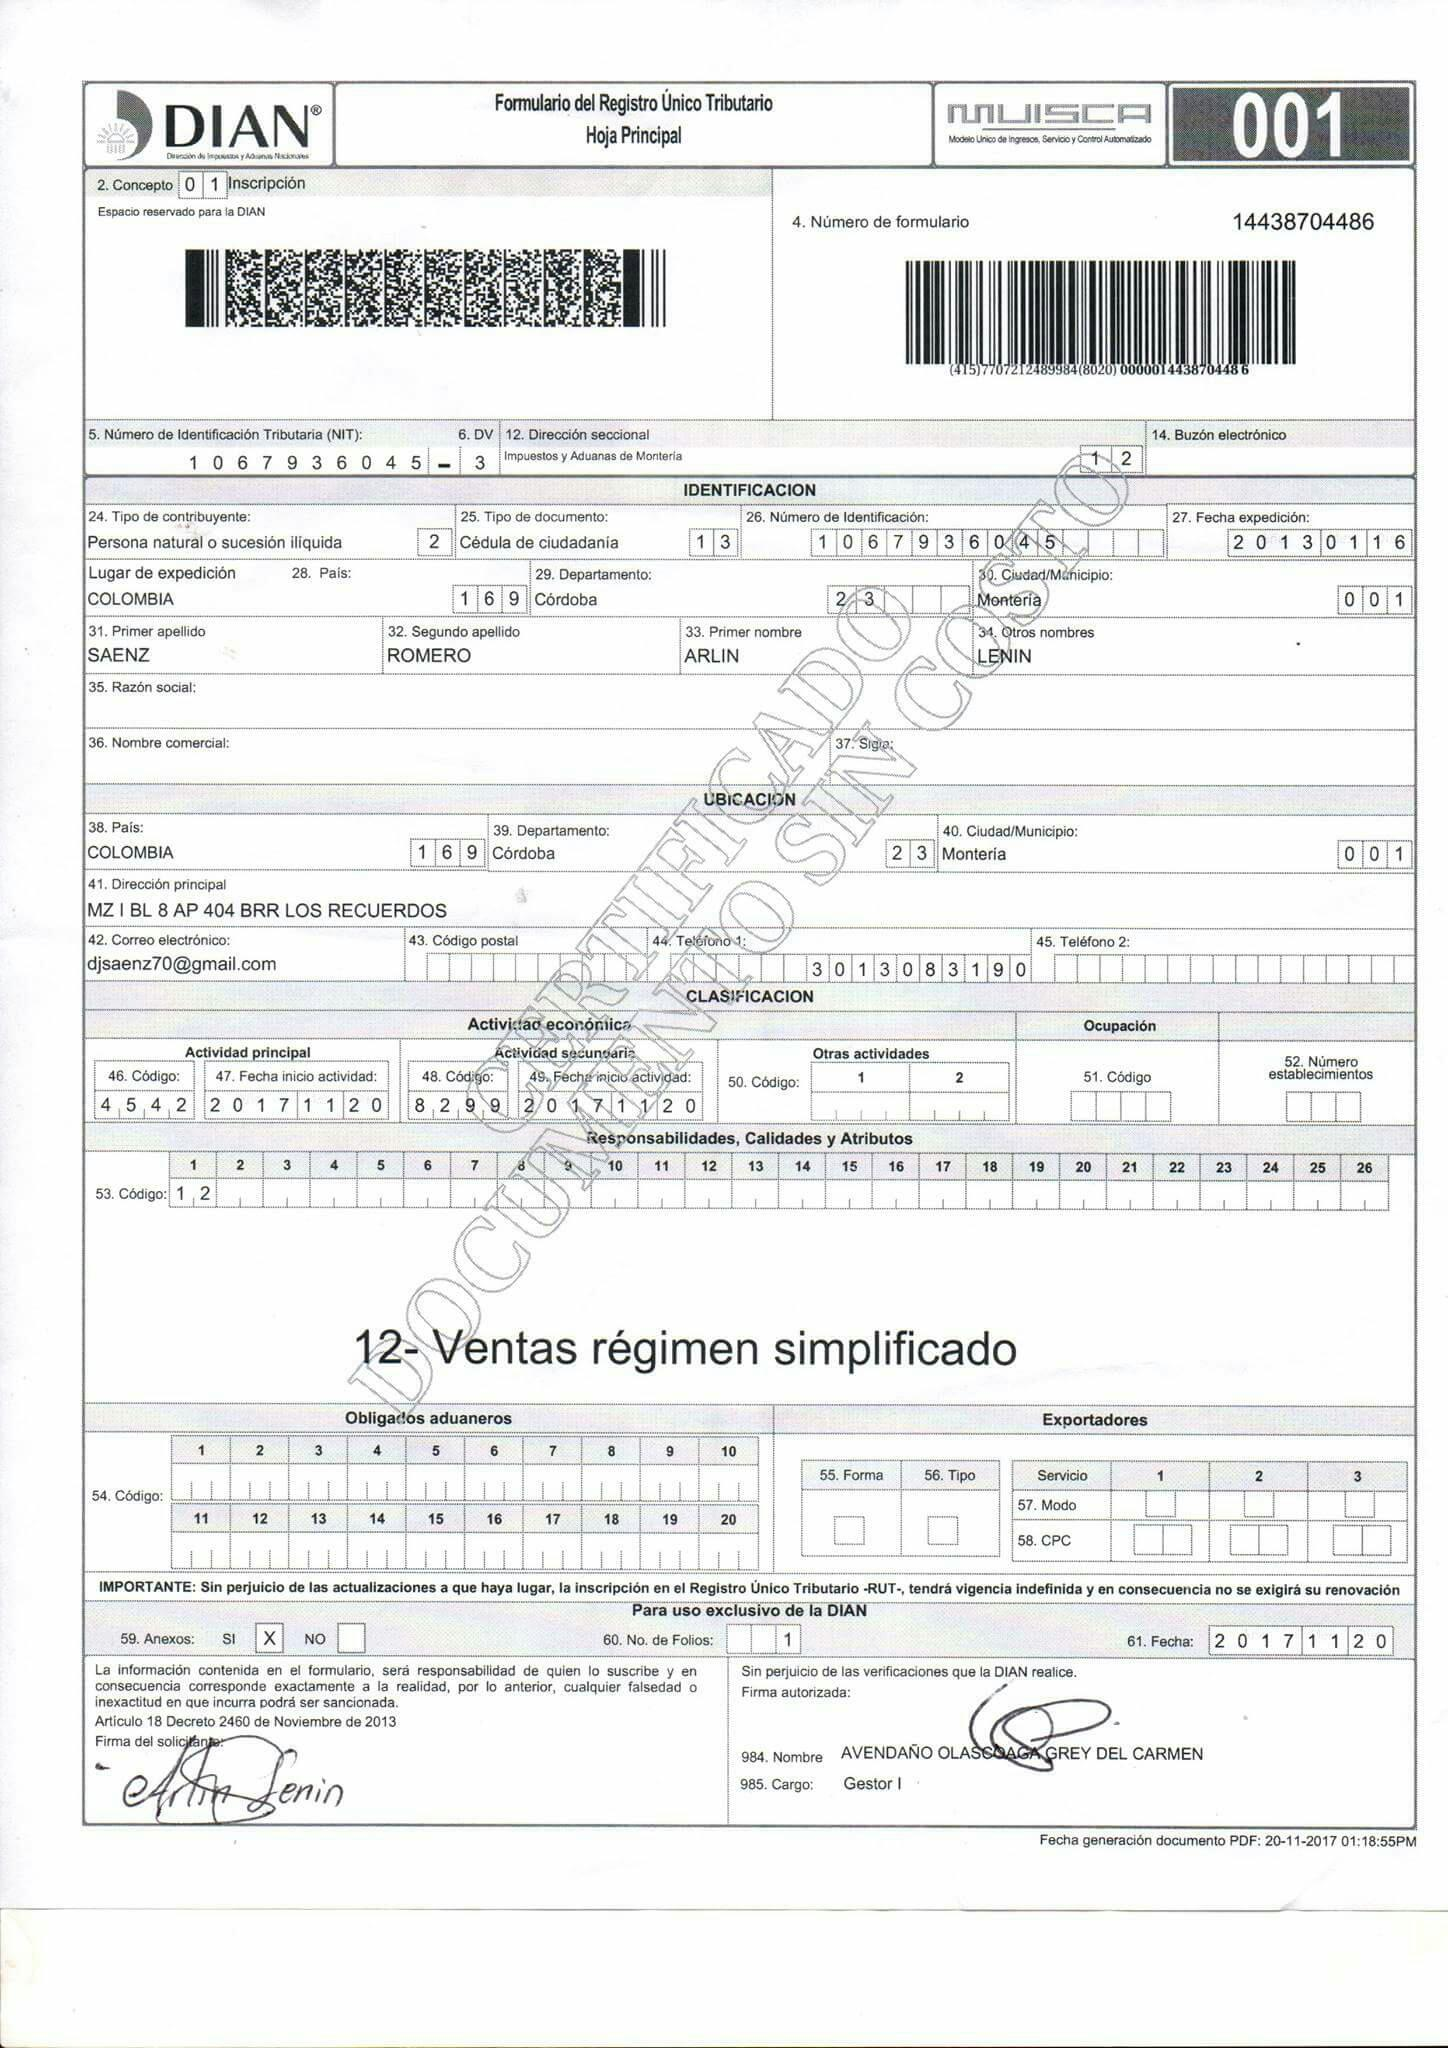 DIAN®
Dirección de Impuestos y Aduanas Nacionales
Formulario del Registro Único Tributario
Hoja Principal
MUISCA
Modelo Unico de Ingresos, Servicio y Control Automatizado
001
2. Concepto 0 1 Inscripción
Espacio reservado para la DIAN
4. Número de formulario 14438704486
(415)7707212489984(8020) 000001443870448 6
5. Número de Identificación Tributaria (NIT): 6. DV 12. Dirección seccional 14. Buzón electrónico
1 0 6 7 9 3 6 0 4 5 - 3 Impuestos y Aduanas de Montería 1 2
IDENTIFICACION
24. Tipo de contribuyente: 25. Tipo de documento: 26. Número de Identificación: 27. Fecha expedición:
Persona natural o sucesión ilíquida 2 Cédula de ciudadanía 1 3 1 0 6 7 9 3 6 0 4 5 2 0 1 3 0 1 1 6
Lugar de expedición 28. País: 29. Departamento: 30. Ciudad/Municipio:
COLOMBIA 1 6 9 Córdoba 2 3 Montería 0 0 1
31. Primer apellido 32. Segundo apellido 33. Primer nombre 34. Otros nombres
SAENZ ROMERO ARLIN LENIN
35. Razón social:
36. Nombre comercial: 37. Sigla:
UBICACION
38. País: 39. Departamento: 40. Ciudad/Municipio:
COLOMBIA 1 6 9 Córdoba 2 3 Montería 0 0 1
41. Dirección principal
MZ I BL 8 AP 404 BRR LOS RECUERDOS
42. Correo electrónico: 43. Código postal 44. Teléfono 1: 45. Teléfono 2:
djsaenz70@gmail.com 3 0 1 3 0 8 3 1 9 0
CLASIFICACION
Actividad económica Ocupación
Actividad principal Actividad secundaria Otras actividades 52. Número establecimientos
46. Código: 47. Fecha inicio actividad: 48. Código: 49. Fecha inicio actividad: 50. Código: 1 2 51. Código
4 5 4 2 2 0 1 7 1 1 2 0 8 2 9 9 2 0 1 7 1 1 2 0
Responsabilidades, Calidades y Atributos
1 2 3 4 5 6 7 8 9 10 11 12 13 14 15 16 17 18 19 20 21 22 23 24 25 26
53. Código: 1 2
12- Ventas régimen simplificado
CERTIFICADO
DOCUMENTO SIN COSTO
Obligados aduaneros Exportadores
1 2 3 4 5 6 7 8 9 10
54. Código:
11 12 13 14 15 16 17 18 19 20
55. Forma 56. Tipo Servicio 1 2 3
57. Modo
58. CPC
IMPORTANTE: Sin perjuicio de las actualizaciones a que haya lugar, la inscripción en el Registro Único Tributario -RUT-, tendrá vigencia indefinida y en consecuencia no se exigirá su renovación
Para uso exclusivo de la DIAN
59. Anexos: SI X NO 60. No. de Folios: 1 61. Fecha: 2 0 1 7 1 1 2 0
La información contenida en el formulario, será responsabilidad de quien lo suscribe y en
consecuencia corresponde exactamente a la realidad, por lo anterior, cualquier falsedad o
inexactitud en que incurra podrá ser sancionada.
Artículo 18 Decreto 2460 de Noviembre de 2013
Firma del solicitante:
Arlin Lenin
Sin perjuicio de las verificaciones que la DIAN realice.
Firma autorizada:
984. Nombre AVENDAÑO OLASCOAGA GREY DEL CARMEN
985. Cargo: Gestor I
Fecha generación documento PDF: 20-11-2017 01:18:55PM